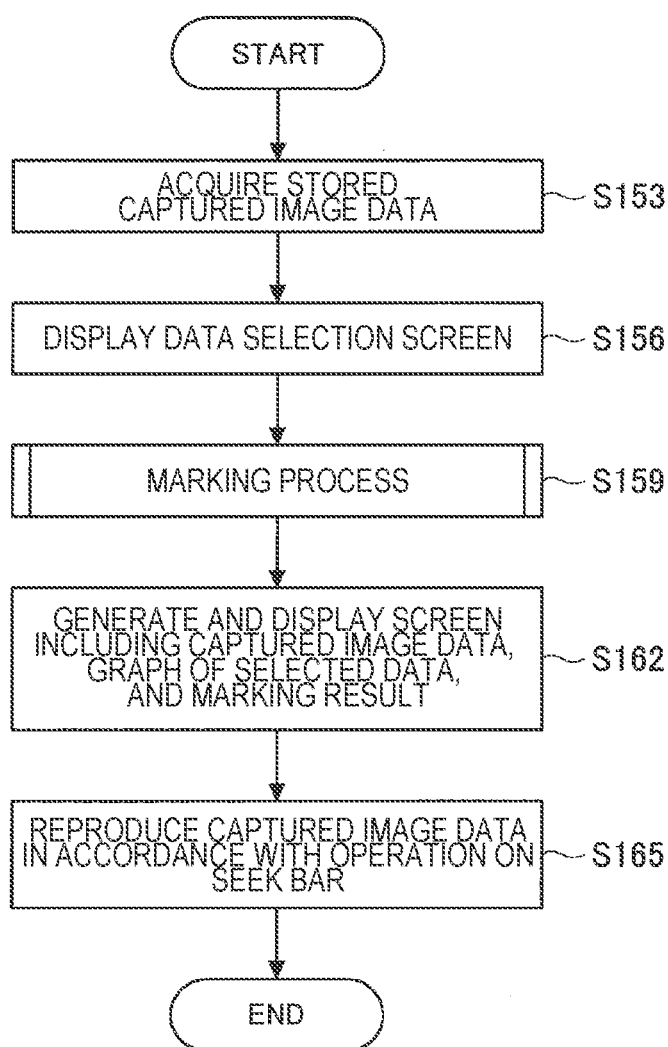 START
ACQUIRE STORED
CAPTURED IMAGE DATA
S153
DISPLAY DATA SELECTION SCREEN
S156
MARKING PROCESS
S159
GENERATE AND DISPLAY SCREEN
INCLUDING CAPTURED IMAGE DATA,
GRAPH OF SELECTED DATA,
AND MARKING RESULT
S162
REPRODUCE CAPTURED IMAGE DATA
IN ACCORDANCE WITH OPERATION ON
SEEK BAR
S165
END